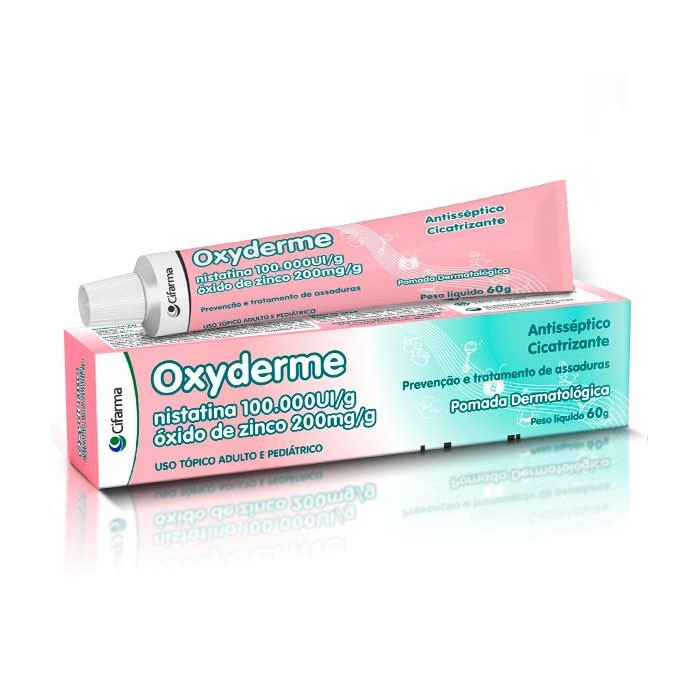 Antisséptico
Cicatrizante
Oxyderme
nistatina 100.000UI/g
óxido de zinco 200mg/g
Pomada Dermatológica
Prevenção e tratamento de assaduras
Peso líquido 60g
USO TÓPICO ADULTO E PEDIÁTRICO
Cifarma
Antisséptico
Cicatrizante
Oxyderme
Prevenção e tratamento de assaduras
nistatina 100.000UI/g
Pomada Dermatológica
óxido de zinco 200mg/g
Peso líquido 60g
USO TÓPICO ADULTO E PEDIÁTRICO
Cifarma